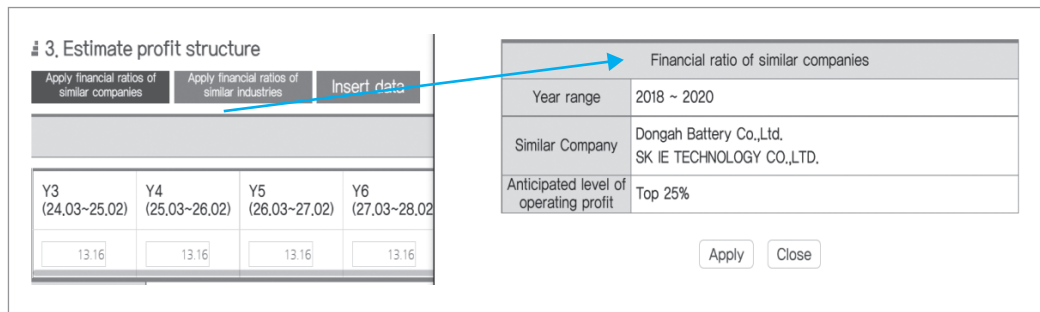 3. Estimate profit structure
Apply financial ratios of
similar companies
Apply financial ratios of
similar industries
Insert data
Y3
(24.03~25.02)
Y4
(25.03~26.02)
Y5
(26.03~27.02)
Y6
(27.03~28.02
13.16
13.16
13.16
13.16
Financial ratio of similar companies
Year range
2018 ~ 2020
Similar Company
Dongah Battery Co.,Ltd.
SK IE TECHNOLOGY CO.,LTD.
Anticipated level of
operating profit
Top 25%
Apply
Close